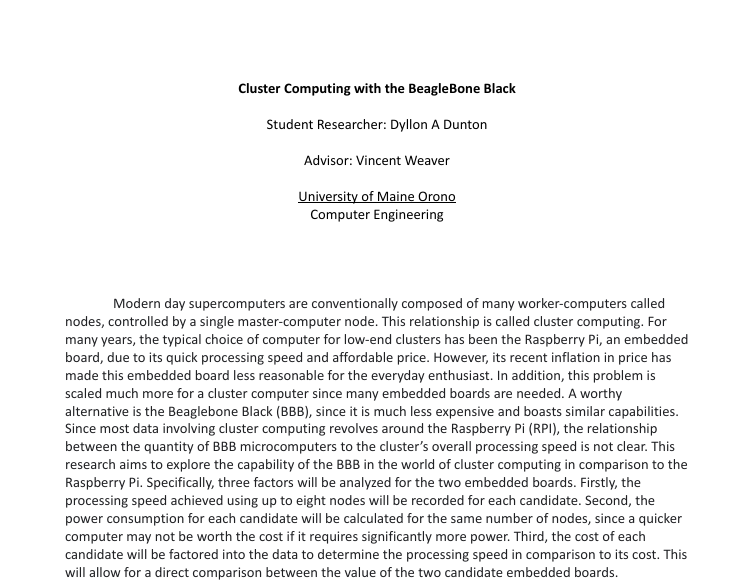 Cluster Computing with the BeagleBone Black
Student Researcher: Dyllon A Dunton
Advisor: Vincent Weaver
University of Maine Orono
Computer Engineering
Modern day supercomputers are conventionally composed of many worker-computers called
nodes, controlled by a single master-computer node. This relationship is called cluster computing. For
many years, the typical choice of computer for low-end clusters has been the Raspberry Pi, an embedded
board, due to its quick processing speed and affordable price. However, its recent inflation in price has
made this embedded board less reasonable for the everyday enthusiast. In addition, this problem is
scaled much more for a cluster computer since many embedded boards are needed. A worthy
alternative is the Beaglebone Black (BBB), since it is much less expensive and boasts similar capabilities.
Since most data involving cluster computing revolves around the Raspberry Pi (RPI), the relationship
between the quantity of BBB microcomputers to the cluster’s overall processing speed is not clear. This
research aims to explore the capability of the BBB in the world of cluster computing in comparison to the
Raspberry Pi. Specifically, three factors will be analyzed for the two embedded boards. Firstly, the
processing speed achieved using up to eight nodes will be recorded for each candidate. Second, the
power consumption for each candidate will be calculated for the same number of nodes, since a quicker
computer may not be worth the cost if it requires significantly more power. Third, the cost of each
candidate will be factored into the data to determine the processing speed in comparison to its cost. This
will allow for a direct comparison between the value of the two candidate embedded boards.